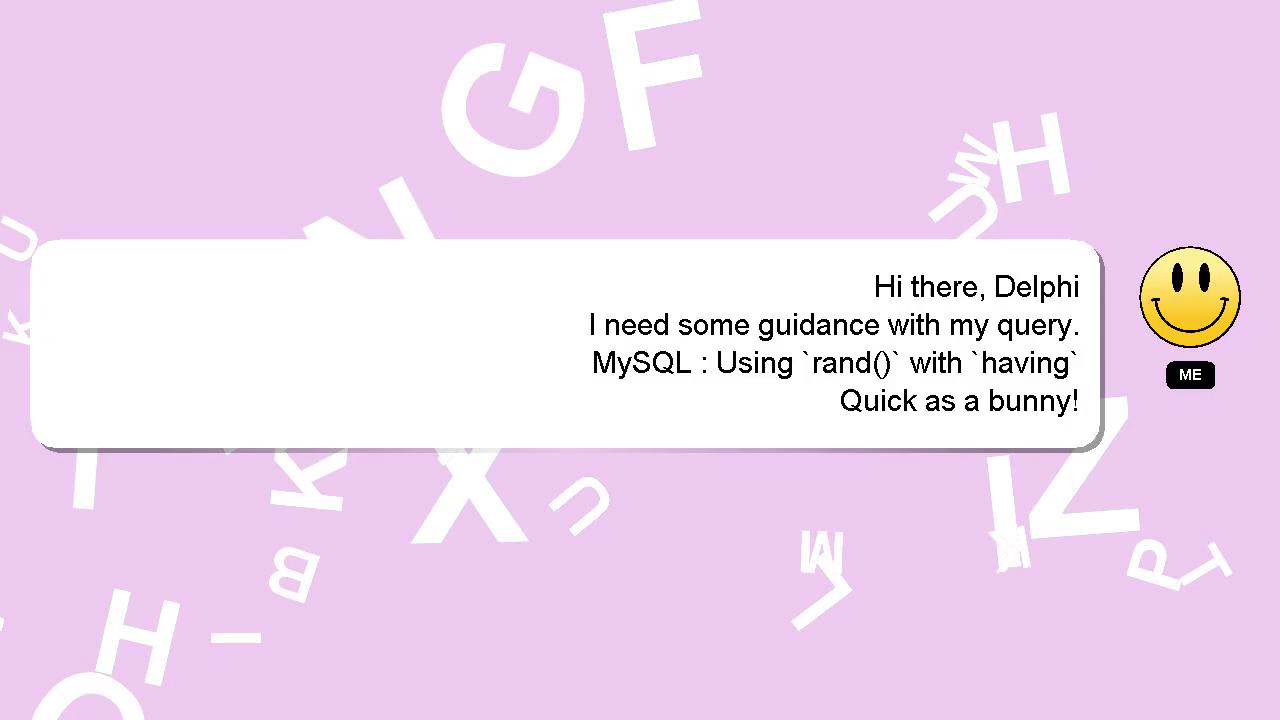 Hi there, Delphi
I need some guidance with my query.
MySQL : Using `rand()` with `having`
Quick as a bunny!
ME
G
F
N
H
W
U
U
K
I
K
X
U
B
H
I
O
M
L
I
Z
K
P
T